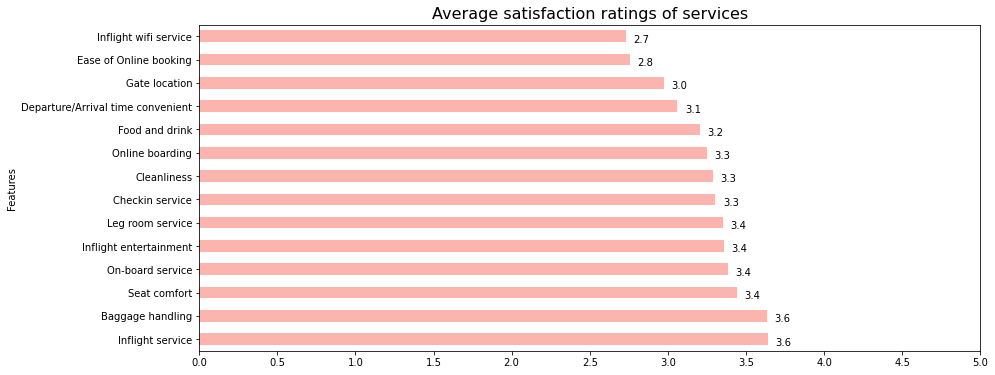 Average satisfaction ratings of services
Features
Inflight wifi service 2.7
Ease of Online booking 2.8
Gate location 3.0
Departure/Arrival time convenient 3.1
Food and drink 3.2
Online boarding 3.3
Cleanliness 3.3
Checkin service 3.3
Leg room service 3.4
Inflight entertainment 3.4
On-board service 3.4
Seat comfort 3.4
Baggage handling 3.6
Inflight service 3.6
0.0 0.5 1.0 1.5 2.0 2.5 3.0 3.5 4.0 4.5 5.0